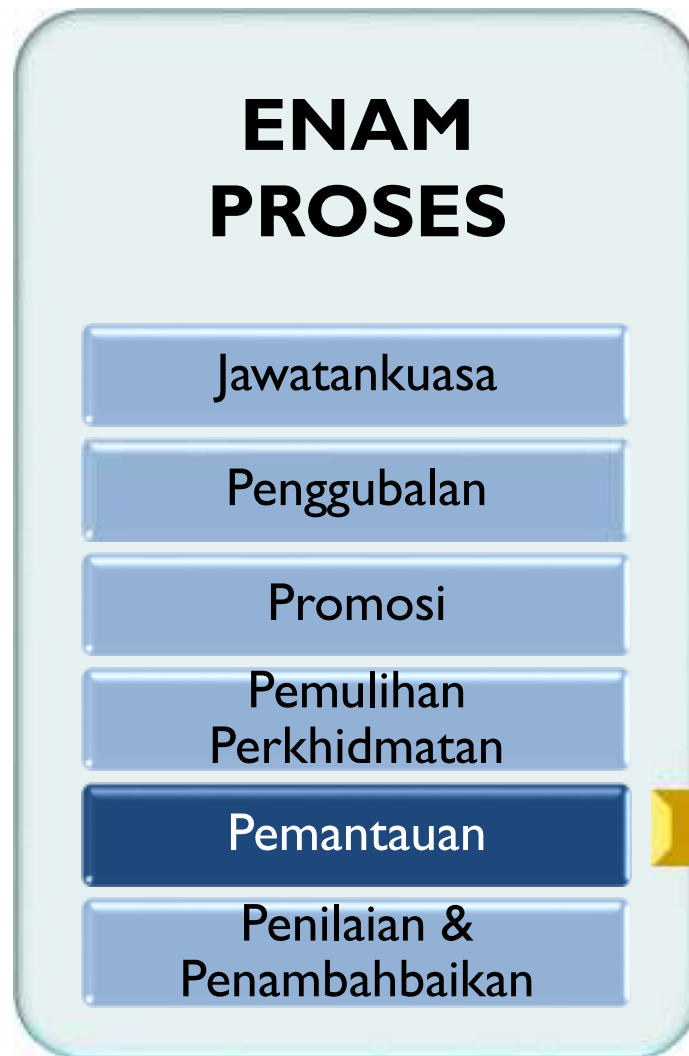 ENAM
PROSES
Jawatankuasa
Penggubalan
Promosi
Pemulihan
Perkhidmatan
Pemantauan
Penilaian &
Penambahbaikan